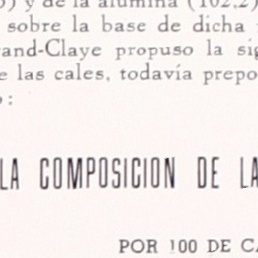 ) y de la alumina (102,2)
sobre la base de dicha
and-Claye propuso la sig
e las cales, todavía prepo
o:
LA COMPOSICION DE LA
POR 100 DE CA